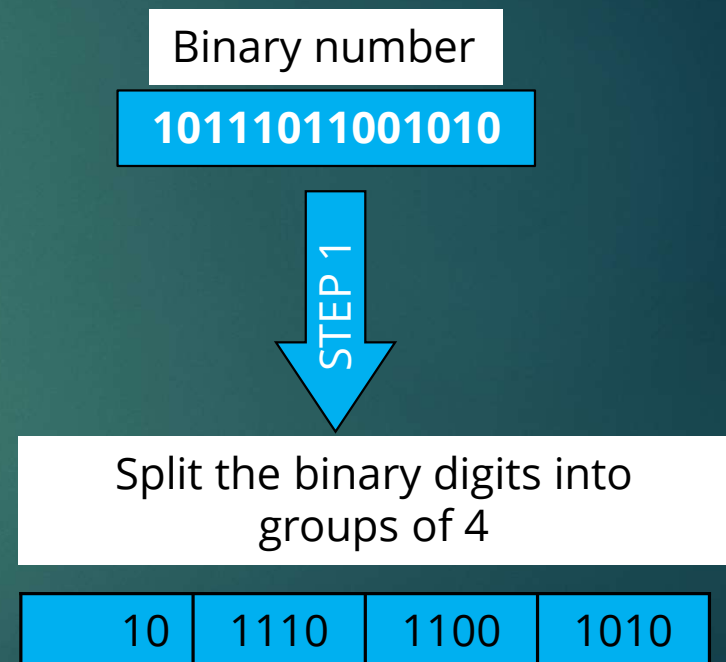 Binary number
10111011001010
STEP 1
Split the binary digits into
groups of 4
10 1110 1100 1010